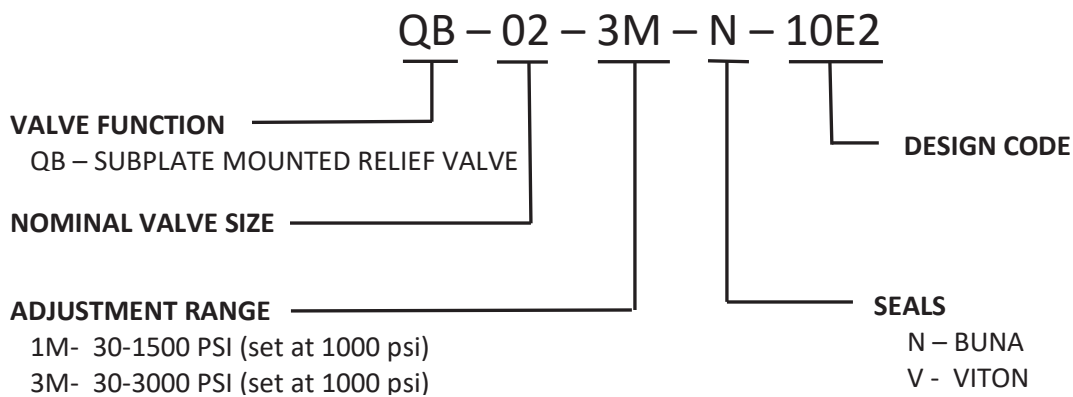 QB – 02 – 3M – N – 10E2
VALVE FUNCTION
QB – SUBPLATE MOUNTED RELIEF VALVE
DESIGN CODE
NOMINAL VALVE SIZE
ADJUSTMENT RANGE
1M- 30-1500 PSI (set at 1000 psi)
3M- 30-3000 PSI (set at 1000 psi)
SEALS
N – BUNA
V - VITON